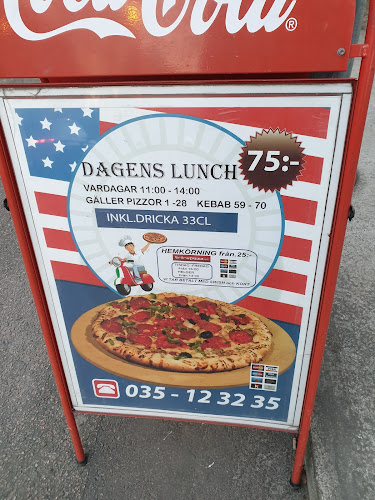 Coca-Cola®
DAGENS LUNCH
75:-
VARDAGAR 11:00 - 14:00
GÄLLER PIZZOR 1 -28 KEBAB 59 - 70
INKL.DRICKA 33CL
HEMKÖRNING från.25:-
035 - 12 32 35